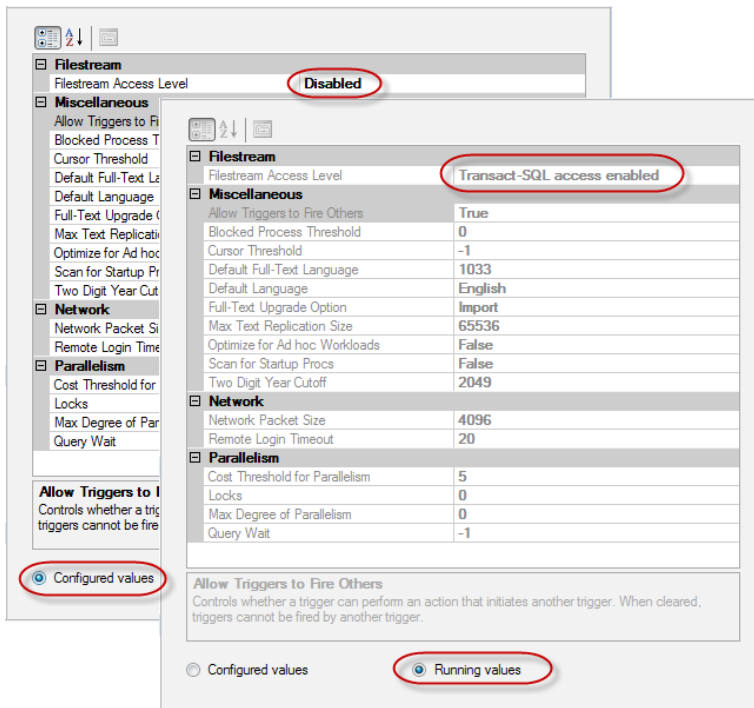 Filestream
Filestream Access Level Disabled
Miscellaneous
Allow Triggers to Fi
Blocked Process T
Cursor Threshold
Default Full-Text La
Default Language
Full-Text Upgrade
Max Text Replicati
Optimize for Ad hoc
Scan for Startup Pr
Two Digit Year Cut
Network
Network Packet Si
Remote Login Time
Parallelism
Cost Threshold for
Locks
Max Degree of Par
Query Wait
Allow Triggers to
Controls whether a trig
triggers cannot be fire
Configured values
Filestream
Filestream Access Level Transact-SQL access enabled
Miscellaneous
Allow Triggers to Fire Others True
Blocked Process Threshold 0
Cursor Threshold -1
Default Full-Text Language 1033
Default Language English
Full-Text Upgrade Option Import
Max Text Replication Size 65536
Optimize for Ad hoc Workloads False
Scan for Startup Procs False
Two Digit Year Cutoff 2049
Network
Network Packet Size 4096
Remote Login Timeout 20
Parallelism
Cost Threshold for Parallelism 5
Locks 0
Max Degree of Parallelism 0
Query Wait -1
Allow Triggers to Fire Others
Controls whether a trigger can perform an action that initiates another trigger. When cleared,
triggers cannot be fired by another trigger.
Configured values Running values